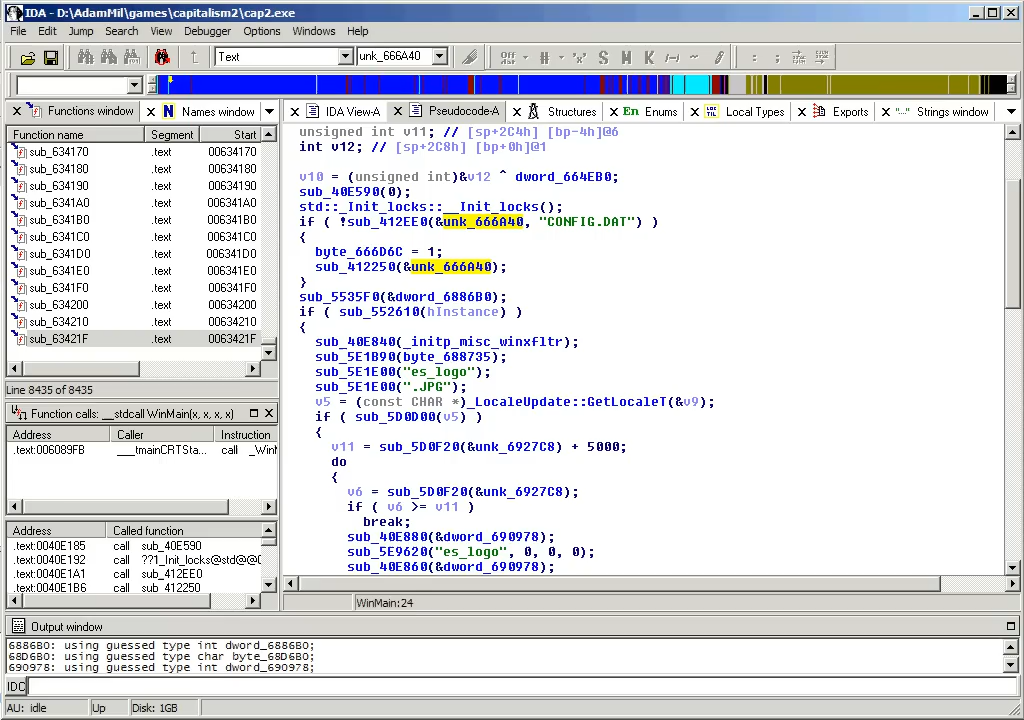 IDA - D:\AdamMil\games\capitalism2\cap2.exe
File Edit Jump Search View Debugger Options Windows Help
Text unk_666A40
Functions window Names window
IDA View-A Pseudocode-A Structures En Enums Local Types Exports Strings window
Function name Segment Start
sub_634170 .text 00634170
sub_634180 .text 00634180
sub_634190 .text 00634190
sub_6341A0 .text 006341A0
sub_6341B0 .text 006341B0
sub_6341C0 .text 006341C0
sub_6341D0 .text 006341D0
sub_6341E0 .text 006341E0
sub_6341F0 .text 006341F0
sub_634200 .text 00634200
sub_634210 .text 00634210
sub_63421F .text 0063421F
Line 8435 of 8435
Function calls: __stdcall WinMain(x, x, x, x)
Address Caller Instruction
.text:006089FB ___tmainCRTSta... call _WinM
Address Called function
.text:0040E185 call sub_40E590
.text:0040E192 call ??1_Init_locks@std@@
.text:0040E1A1 call sub_412EE0
.text:0040E1B6 call sub_412250
unsigned int v11; // [sp+2C4h] [bp-4h]@6
int v12; // [sp+2C8h] [bp+0h]@1
v10 = (unsigned int)&v12 ^ dword_664EB0;
sub_40E590(0);
std::_Init_locks::__Init_locks();
if ( !sub_412EE0(&unk_666A40, "CONFIG.DAT") )
{
byte_666D6C = 1;
sub_412250(&unk_666A40);
}
sub_5535F0(&dword_6886B0);
if ( sub_552610(hInstance) )
{
sub_40E840(_initp_misc_winxfltr);
sub_5E1B90(byte_688735);
sub_5E1E00("es_logo");
sub_5E1E00(".JPG");
v5 = (const CHAR *)_LocaleUpdate::GetLocaleT(&v9);
if ( sub_5D0D00(v5) )
{
v11 = sub_5D0F20(&unk_6927C8) + 5000;
do
{
v6 = sub_5D0F20(&unk_6927C8);
if ( v6 >= v11 )
break;
sub_40E880(&dword_690978);
sub_5E9620("es_logo", 0, 0, 0);
sub_40E860(&dword_690978);
WinMain:24
Output window
6886B0: using guessed type int dword_6886B0;
68D6B0: using guessed type char byte_68D6B0;
690978: using guessed type int dword_690978;
IDC
AU: idle Up Disk: 1GB